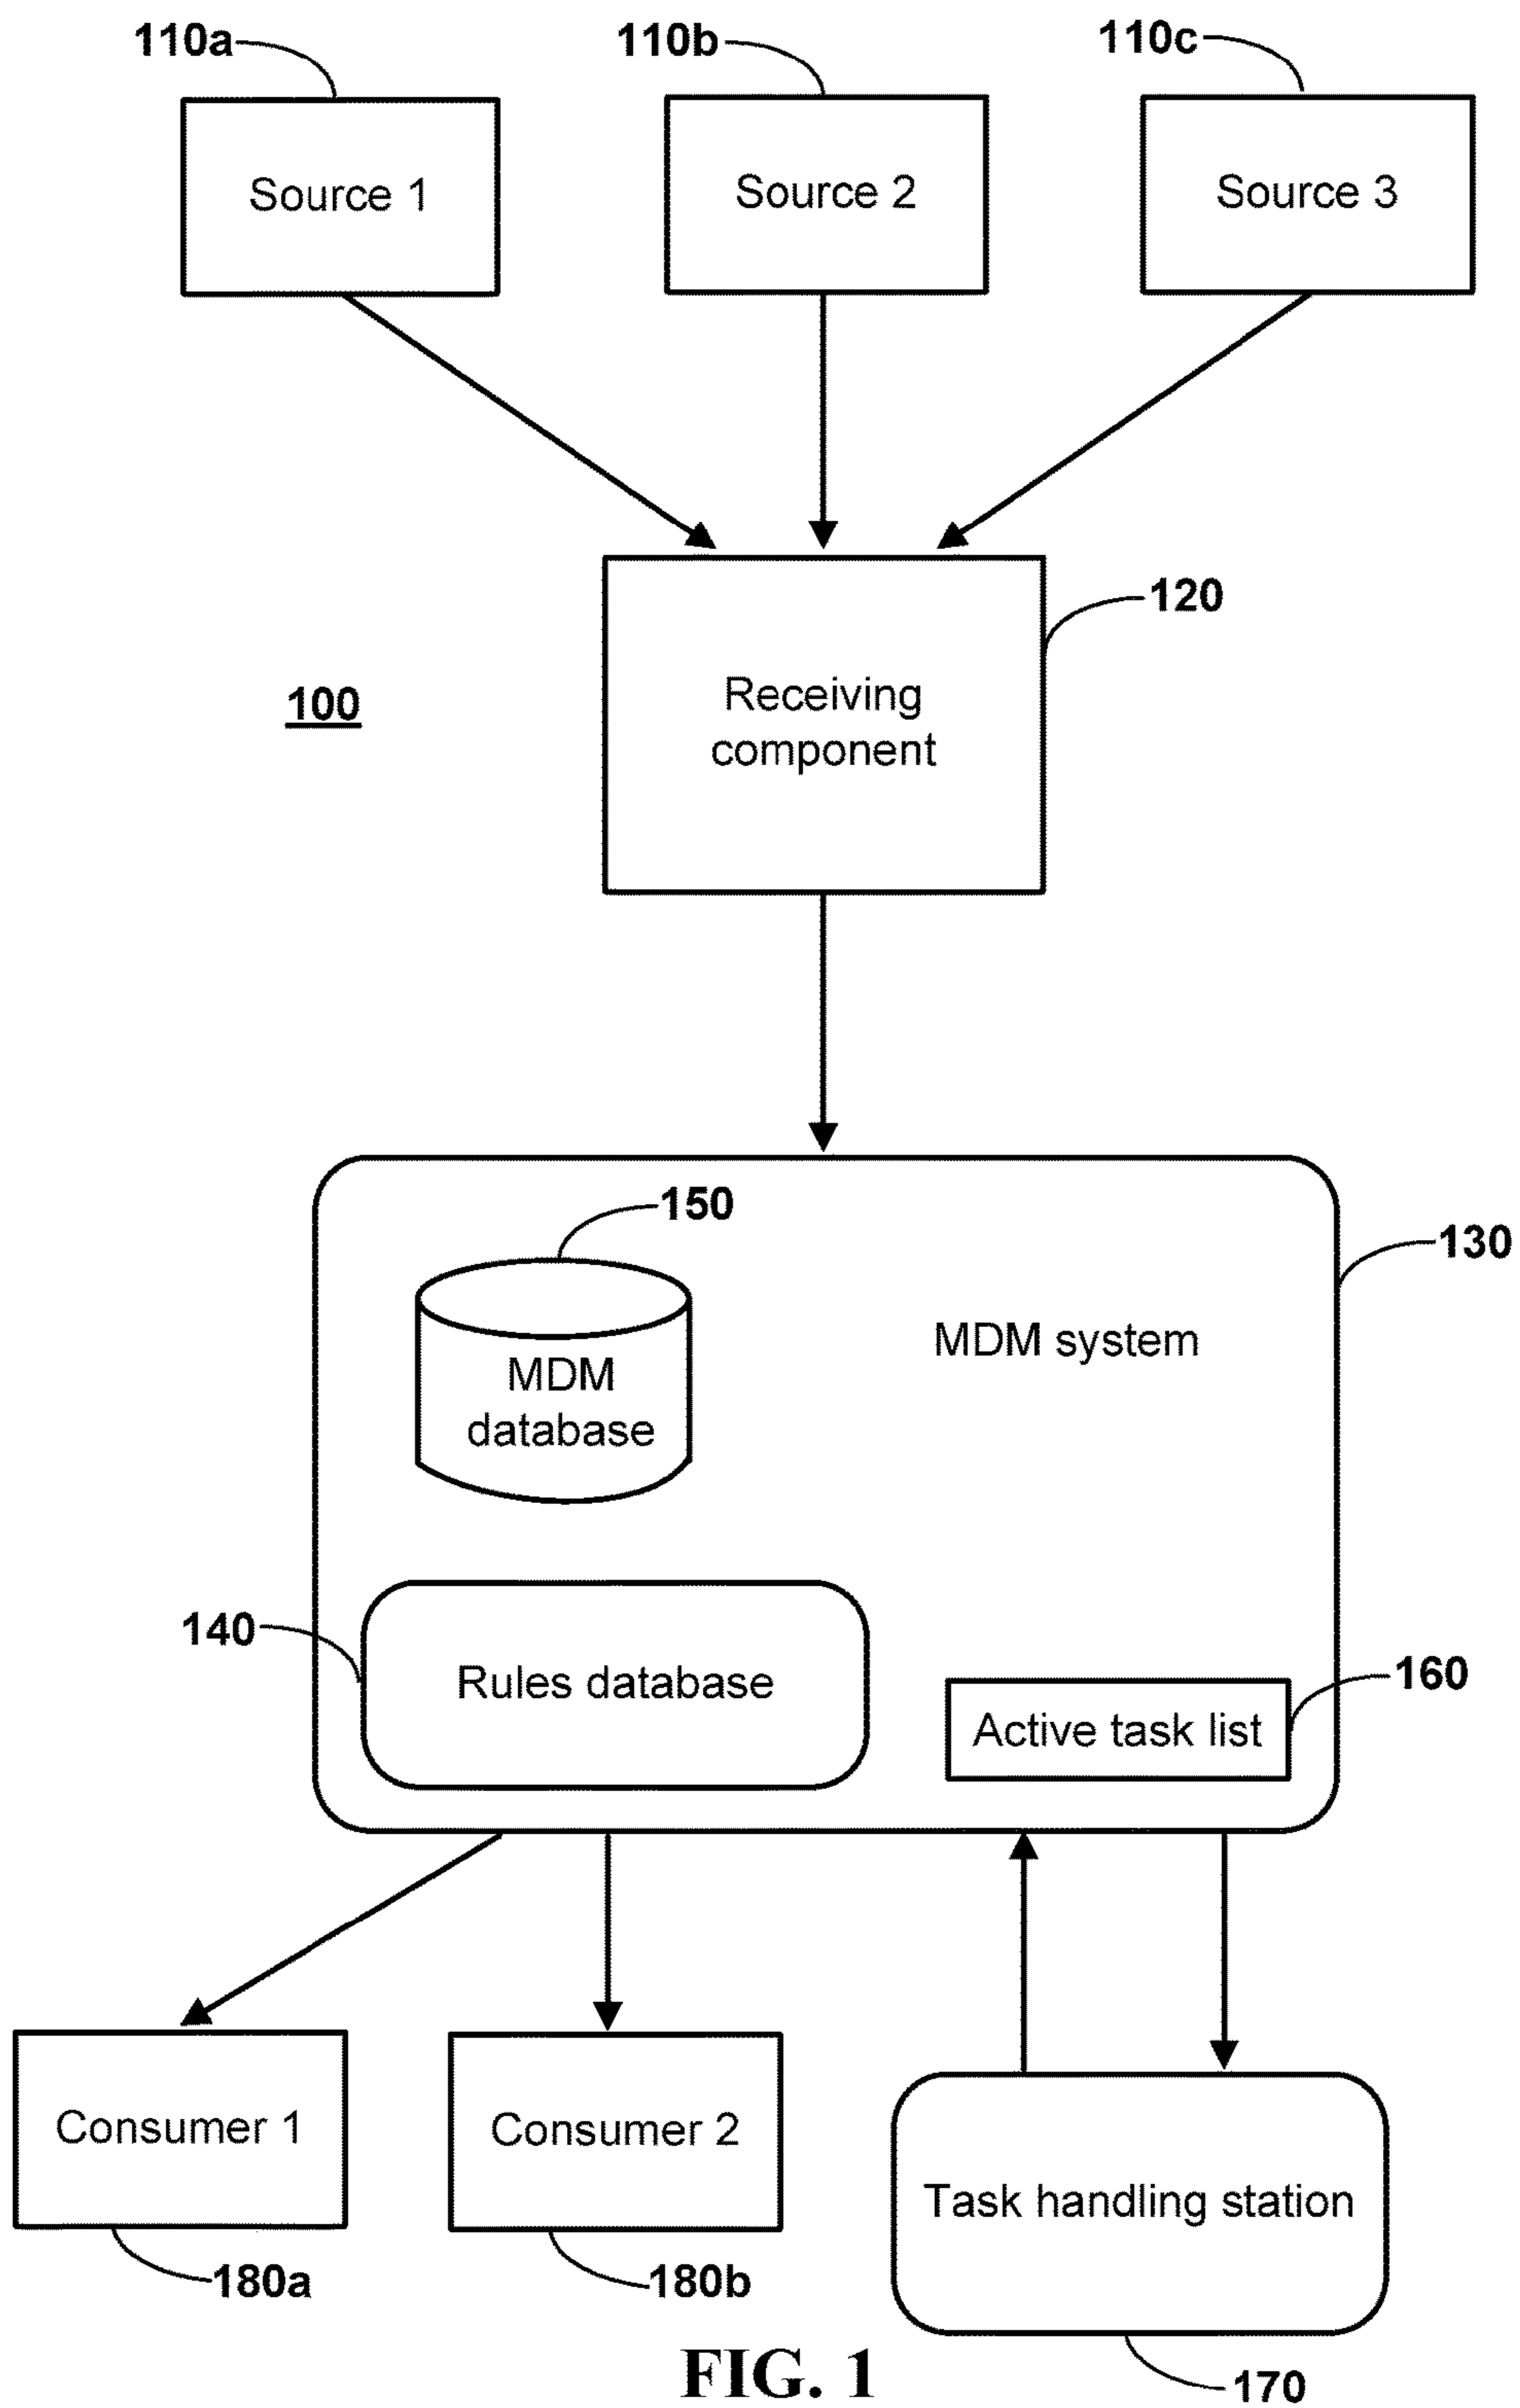 110a
110b
110c
Source 1
Source 2
Source 3
120
Receiving
component
100
150
130
MDM system
MDM
database
140
Rules database
160
Active task list
Consumer 1
Consumer 2
Task handling station
180a
180b
170
FIG. 1